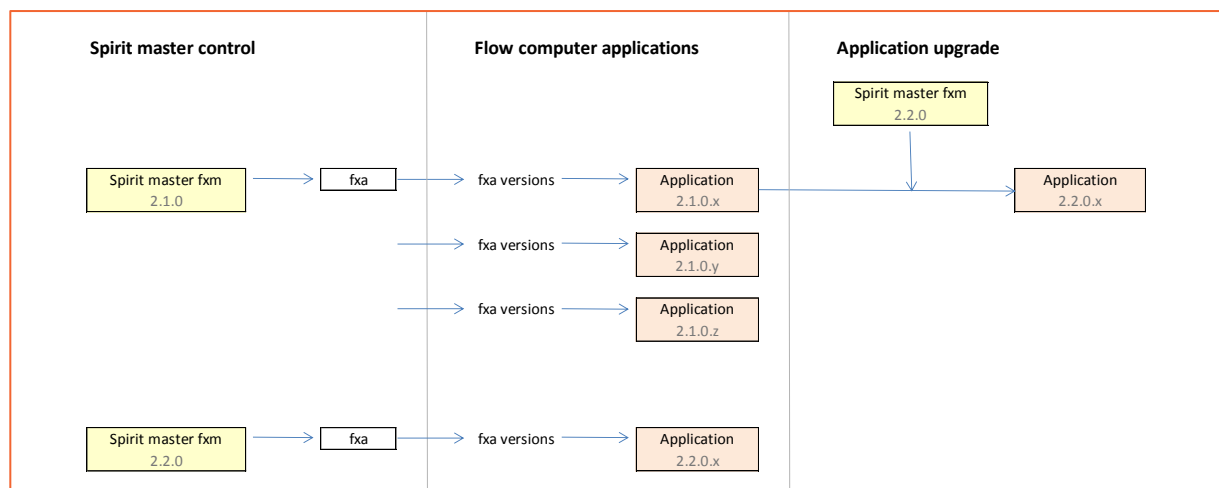 Spirit master control
Flow computer applications
Application upgrade
Spirit master fxm
2.2.0
Spirit master fxm
2.1.0
fxa
fxa versions
Application
2.1.0.x
Application
2.2.0.x
fxa versions
Application
2.1.0.y
fxa versions
Application
2.1.0.z
Spirit master fxm
2.2.0
fxa
fxa versions
Application
2.2.0.x